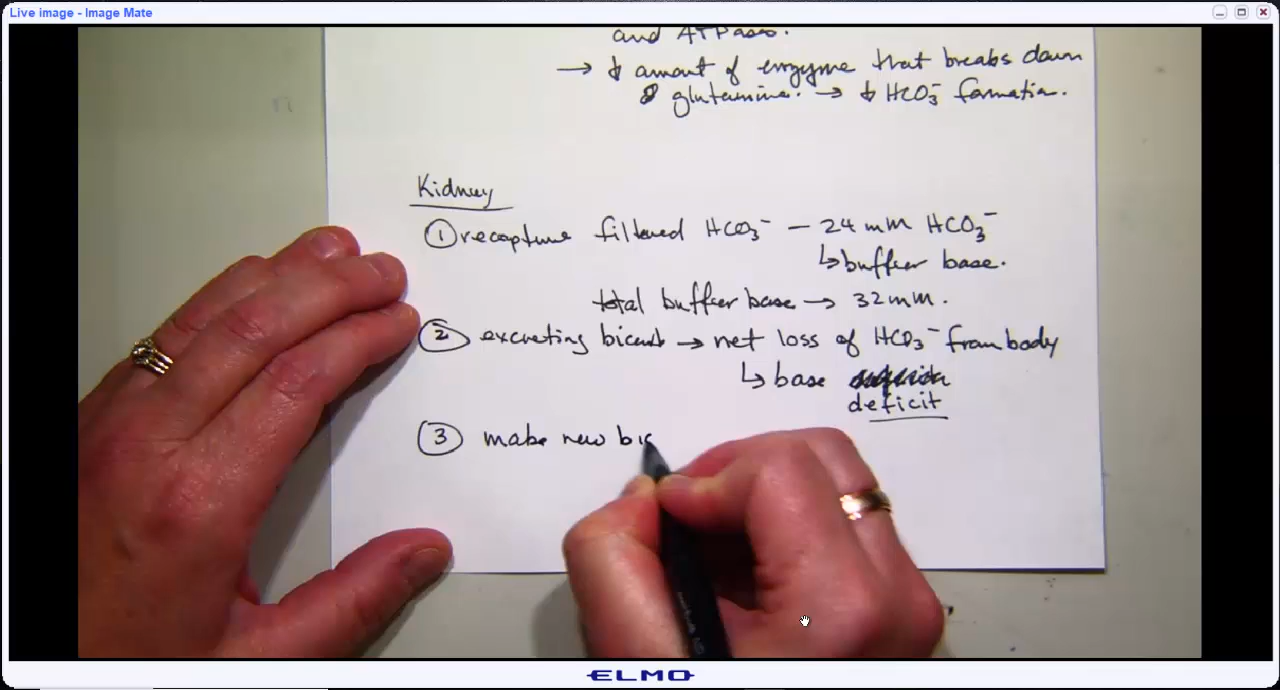 Live image - Image Mate
and ATPases.
→ ↓ amount of enzyme that breaks down
glutamine. → ↓ HCO3⁻ formation.
Kidney
① recapture filtered HCO3⁻ – 24 mM HCO3⁻
↳ buffer base.
total buffer base → 32 mM.
② excreting bicarb → net loss of HCO3⁻ from body
↳ base
deficit
③ make new bic
ELMO